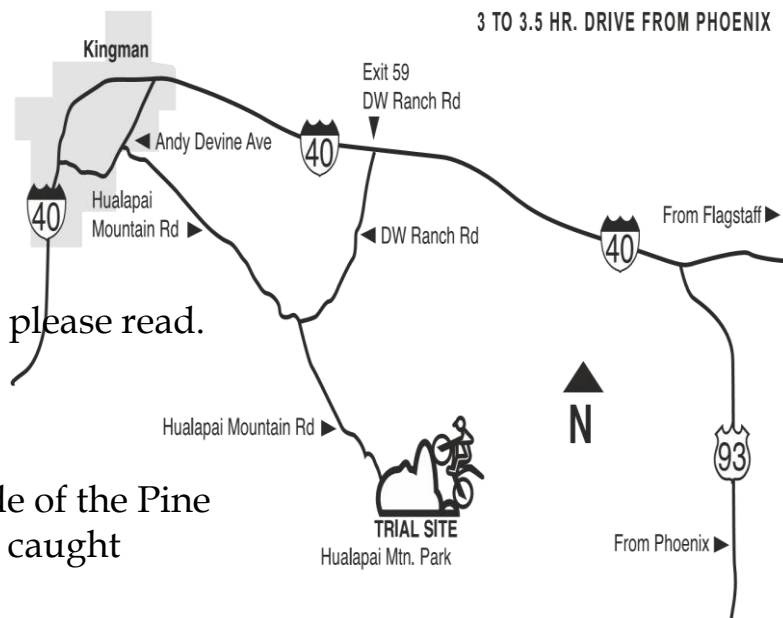 3 TO 3.5 HR. DRIVE FROM PHOENIX
Kingman
Exit 59
DW Ranch Rd
Andy Devine Ave
40
Hualapai
Mountain Rd
40
DW Ranch Rd
From Flagstaff
40
please read.
N
Hualapai Mountain Rd
93
le of the Pine
caught
TRIAL SITE
Hualapai Mtn. Park
From Phoenix